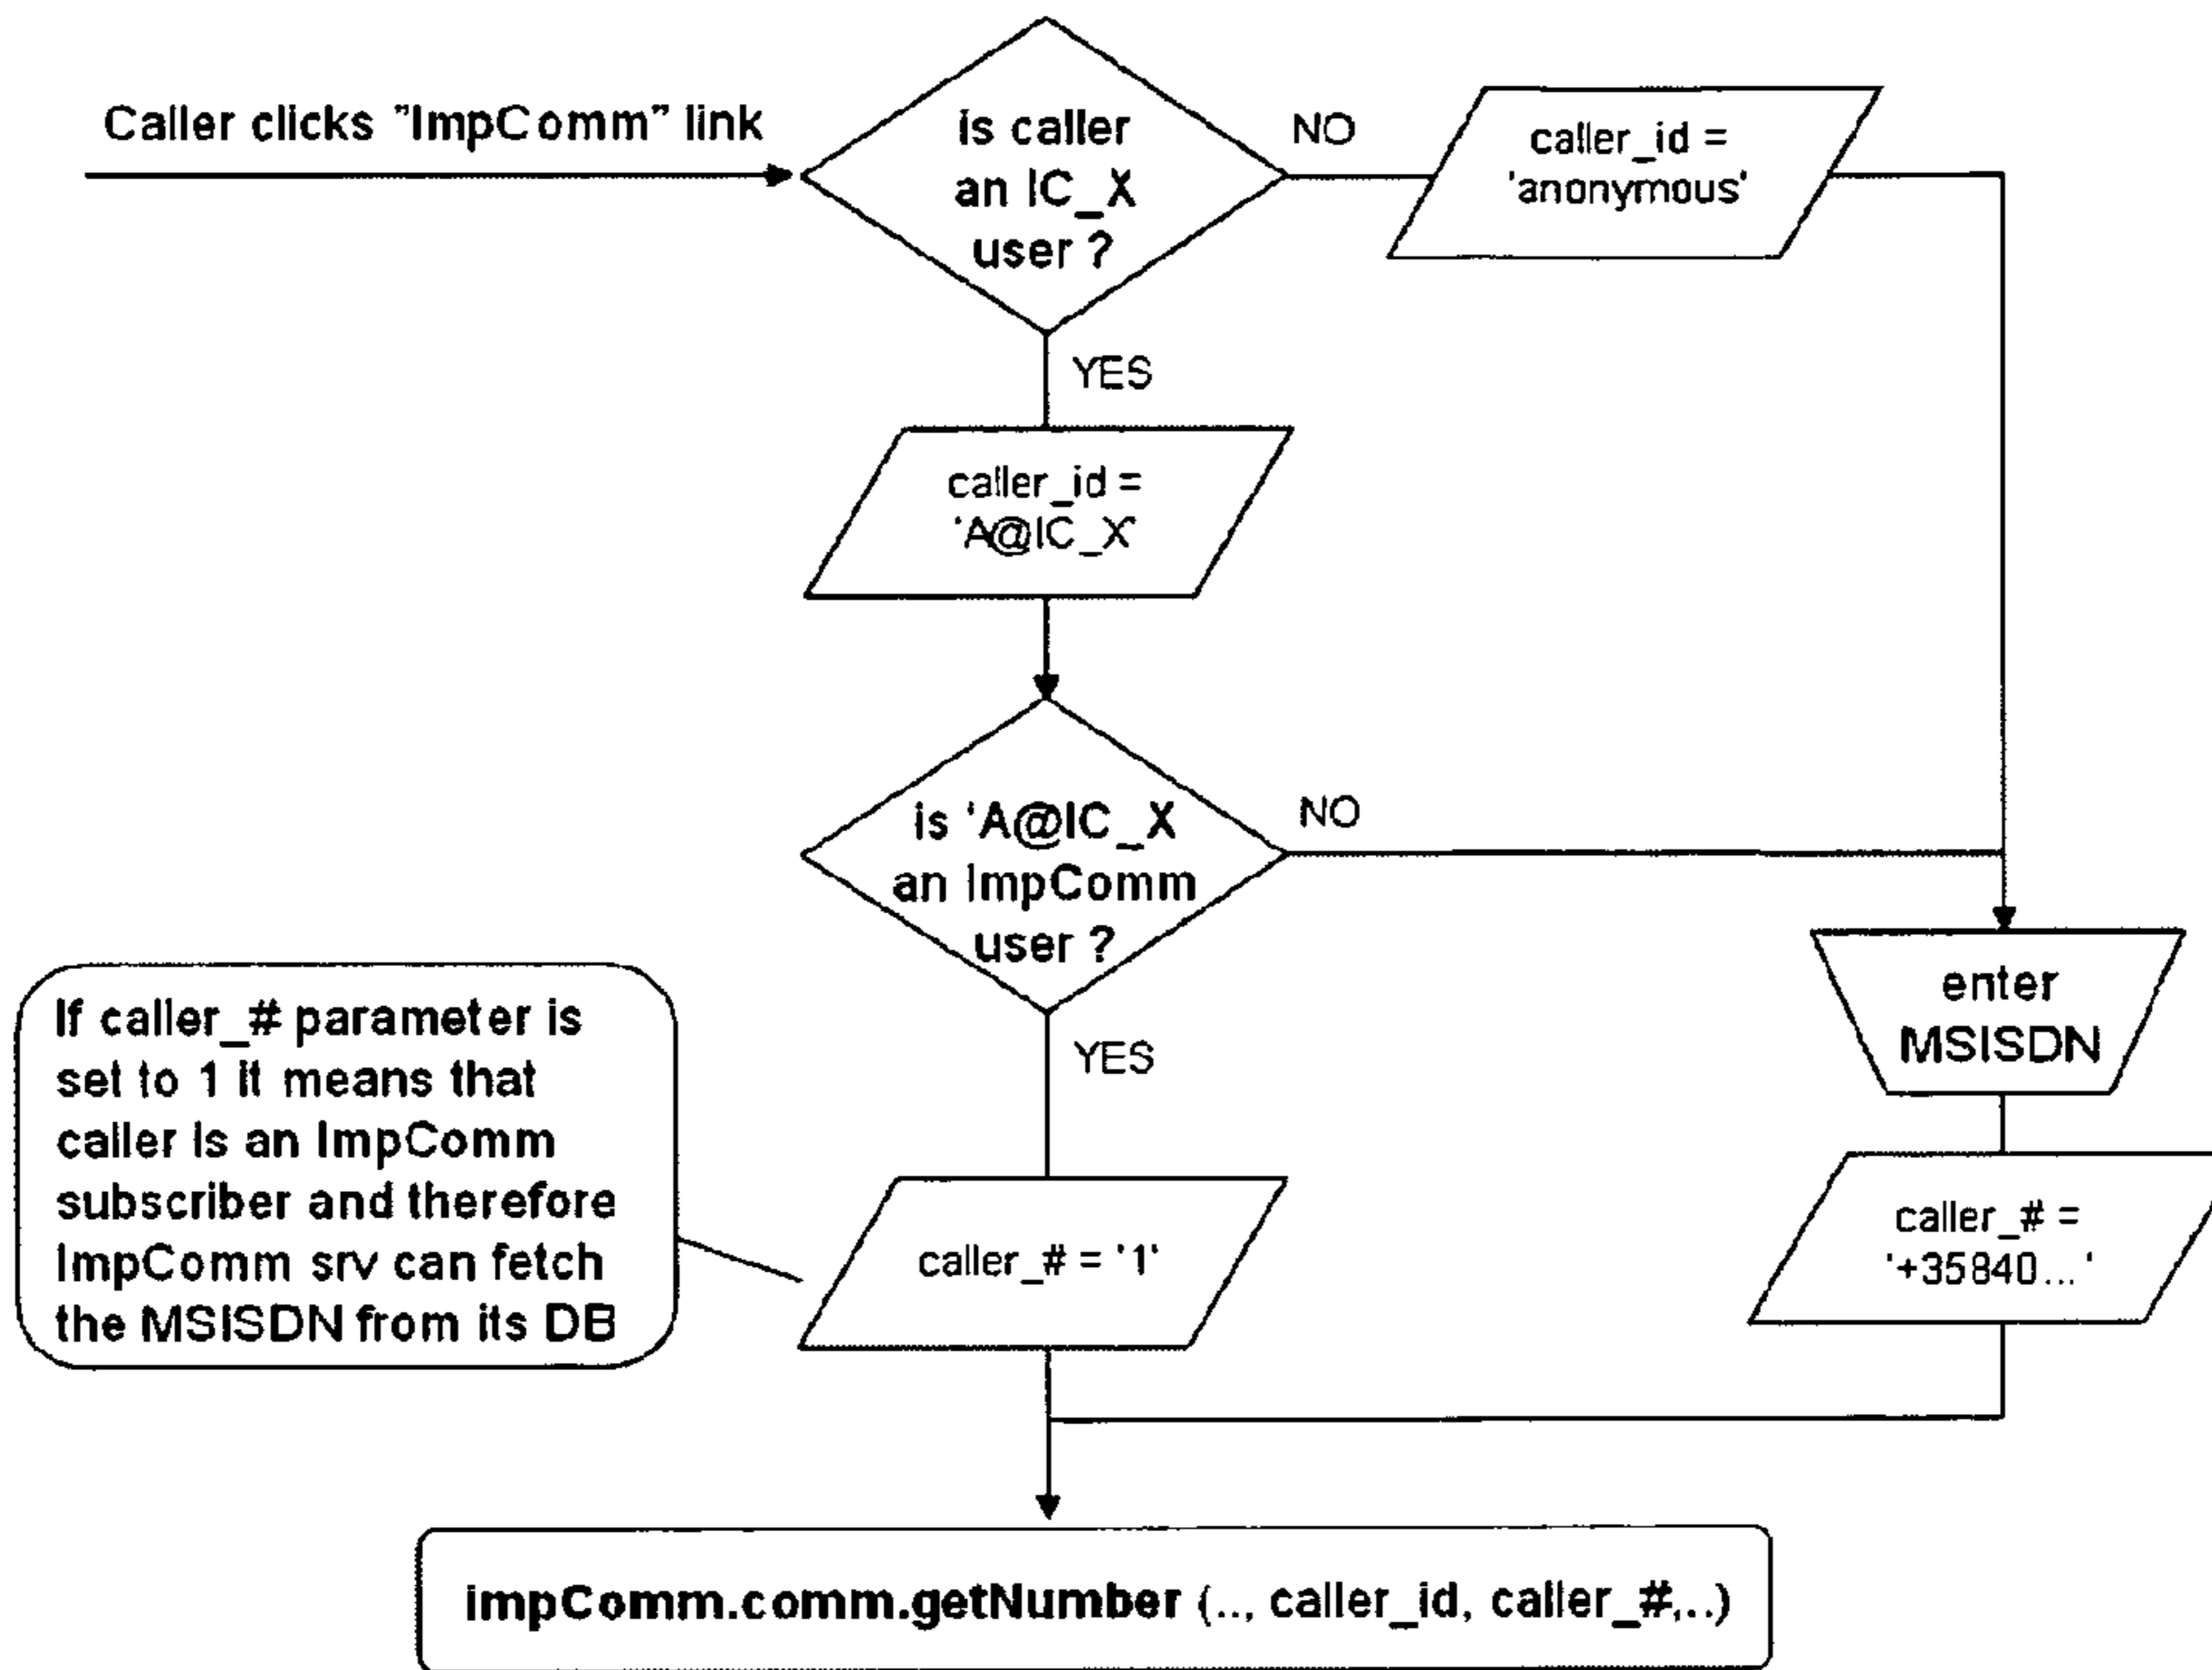 Caller clicks "ImpComm" link
is caller
an IC_X
user ?
NO
caller_id =
'anonymous'
YES
caller_id =
'A@IC_X'
is 'A@IC_X
an ImpComm
user ?
NO
enter
MSISDN
YES
If caller_# parameter is
set to 1 it means that
caller is an ImpComm
subscriber and therefore
ImpComm srv can fetch
the MSISDN from its DB
caller_# = '1'
caller_# =
'+35840...'
impComm.comm.getNumber (.., caller_id, caller_#,..)